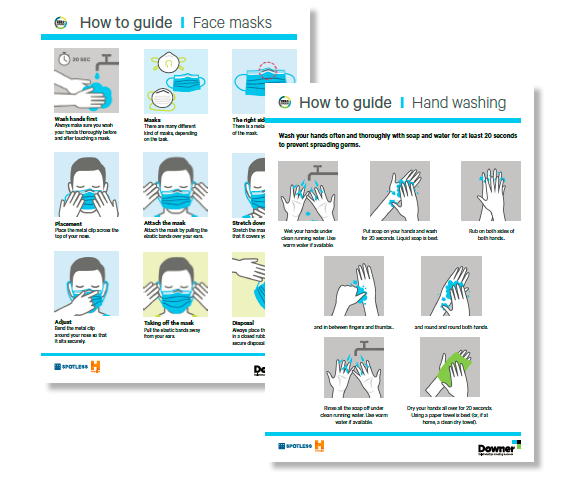 How to guide | Face masks
20 SEC
Wash hands first
Always make sure you wash
your hands thoroughly before
and after touching a mask.
Masks
There are many different
kind of masks, depending
on the task.
The right sid
There is a meta
of the mask.
Placement
Place the metal clip across the
top of your nose.
Attach the mask
Attach the mask by pulling the
elastic bands over your ears.
Stretch down
Stretch the mas
that it covers yo
Adjust
Bend the metal clip
around your nose so that
it sits securely.
Taking off the mask
Pull the elastic bands away
from your ears.
Disposal
Always place th
in a closed rubb
secure disposa
SPOTLESS
Do
How to guide | Hand washing
Wash your hands often and thoroughly with soap and water for at least 20 seconds
to prevent spreading germs.
Wet your hands under
clean running water. Use
warm water if available.
Put soap on your hands and wash
for 20 seconds. Liquid soap is best.
Rub on both sides of
both hands..
and in between fingers and thumbs..
and round and round both hands.
Rinse all the soap off under
clean running water. Use warm
water if available.
Dry your hands all over for 20 seconds.
Using a paper towel is best (or, if at
home, a clean dry towel).
SPOTLESS
Downer